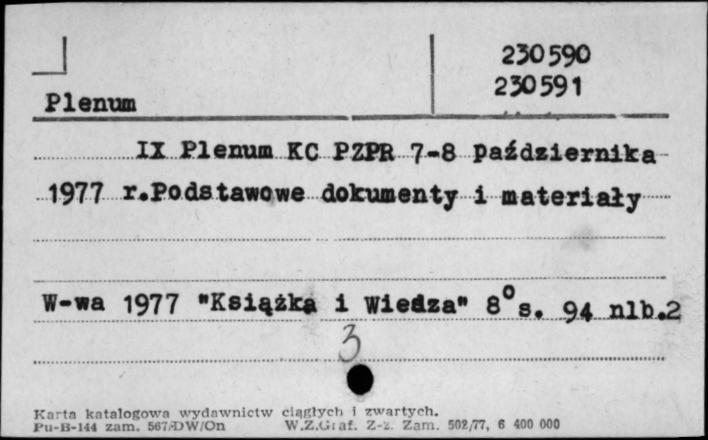 230590
230591
Plenum
IX Plenum KC PZPR 7-8 października
1977 r.Podstawowe dokumenty i materiały
W-wa 1977 "Książka i Wiedza" 8° s. 94 nlb.2
3
Karta katalogowa wydawnictw ciągłych i zwartych.
Pu-B-144 zam. 567/DW/On W.Z.Graf. Z-z. Zam. 502/77, 6 400 000